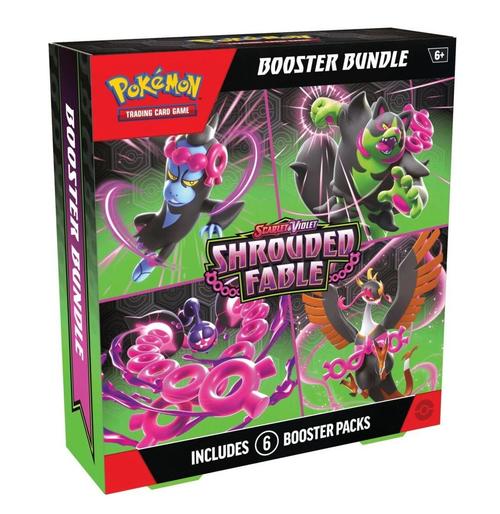 BOOSTER BUNDLE
6+
POKéMON
TRADING CARD GAME
SCARLET & VIOLET
SHROUDED
FABLE
INCLUDES 6 BOOSTER PACKS
BOOSTER BUNDLE